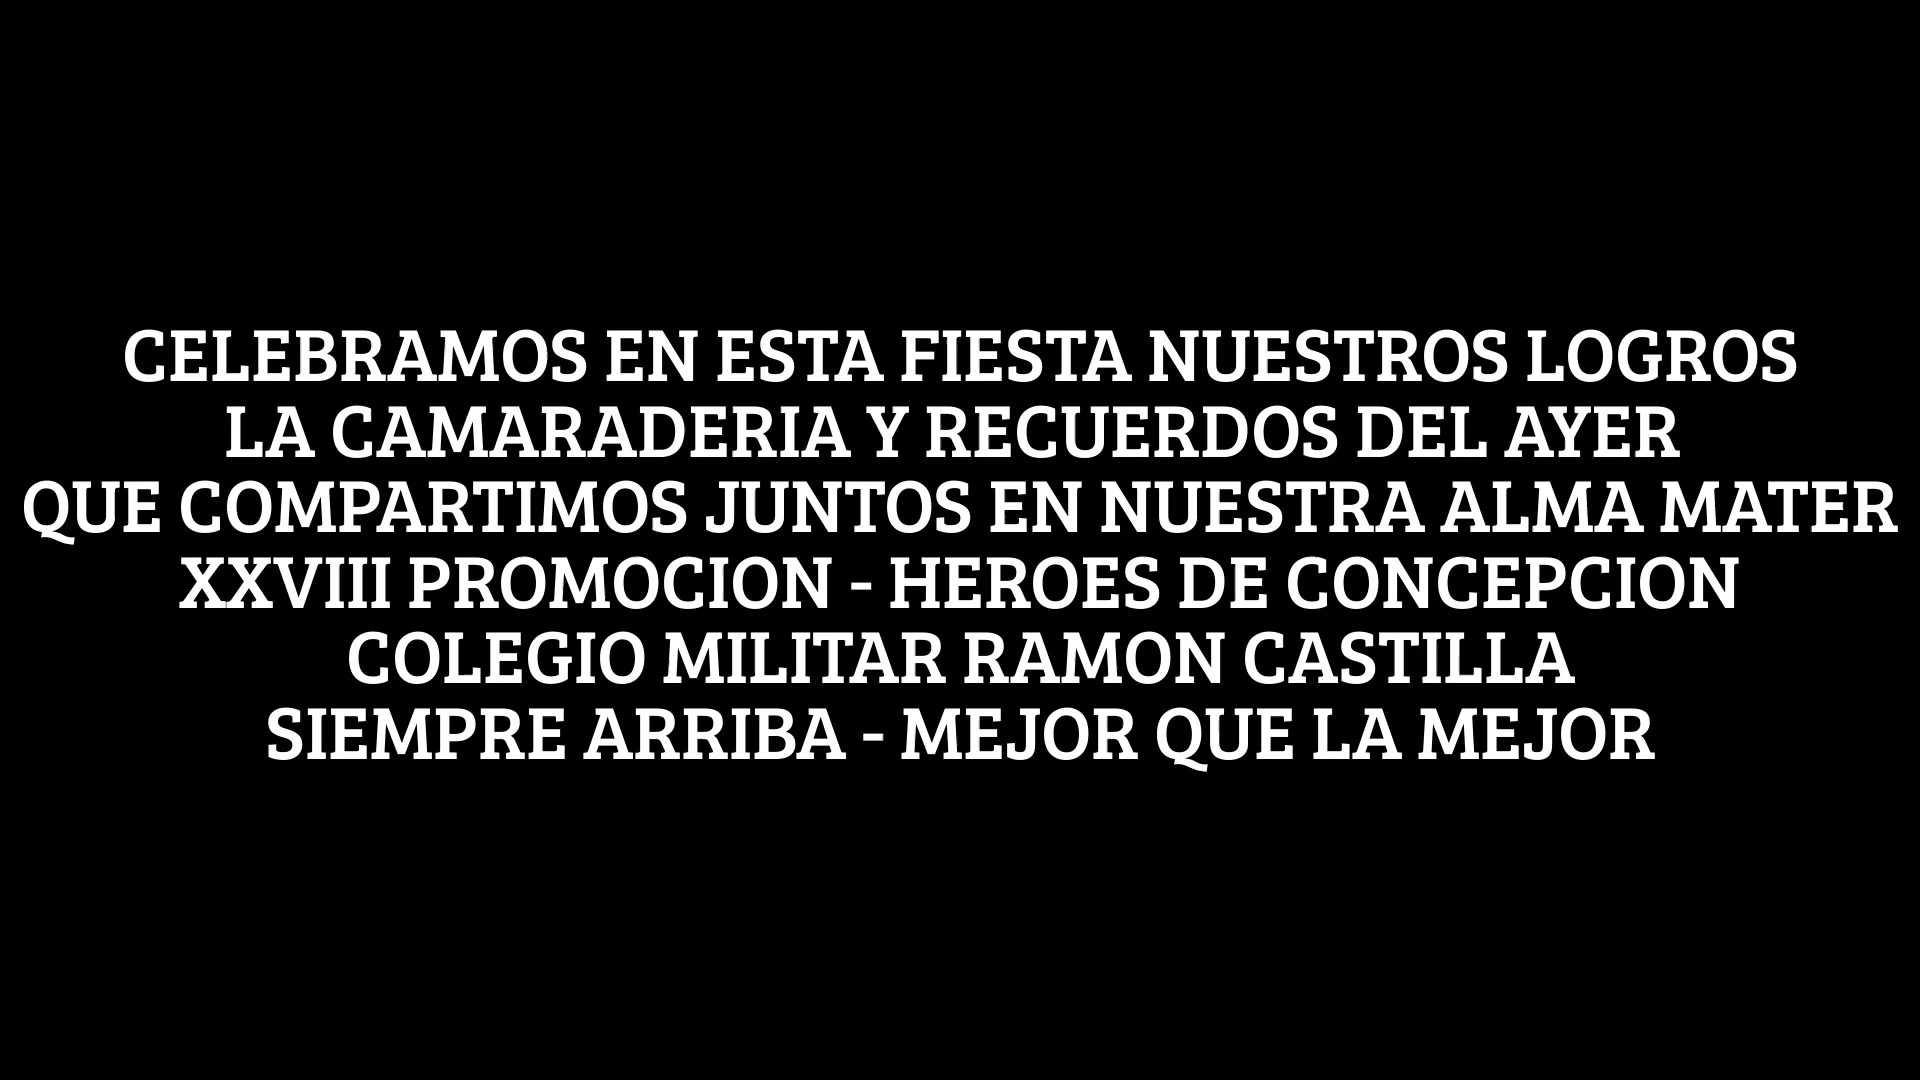 CELEBRAMOS EN ESTA FIESTA NUESTROS LOGROS
LA CAMARADERIA Y RECUERDOS DEL AYER
QUE COMPARTIMOS JUNTOS EN NUESTRA ALMA MATER
XXVIII PROMOCION - HEROES DE CONCEPCION
COLEGIO MILITAR RAMON CASTILLA
SIEMPRE ARRIBA - MEJOR QUE LA MEJOR